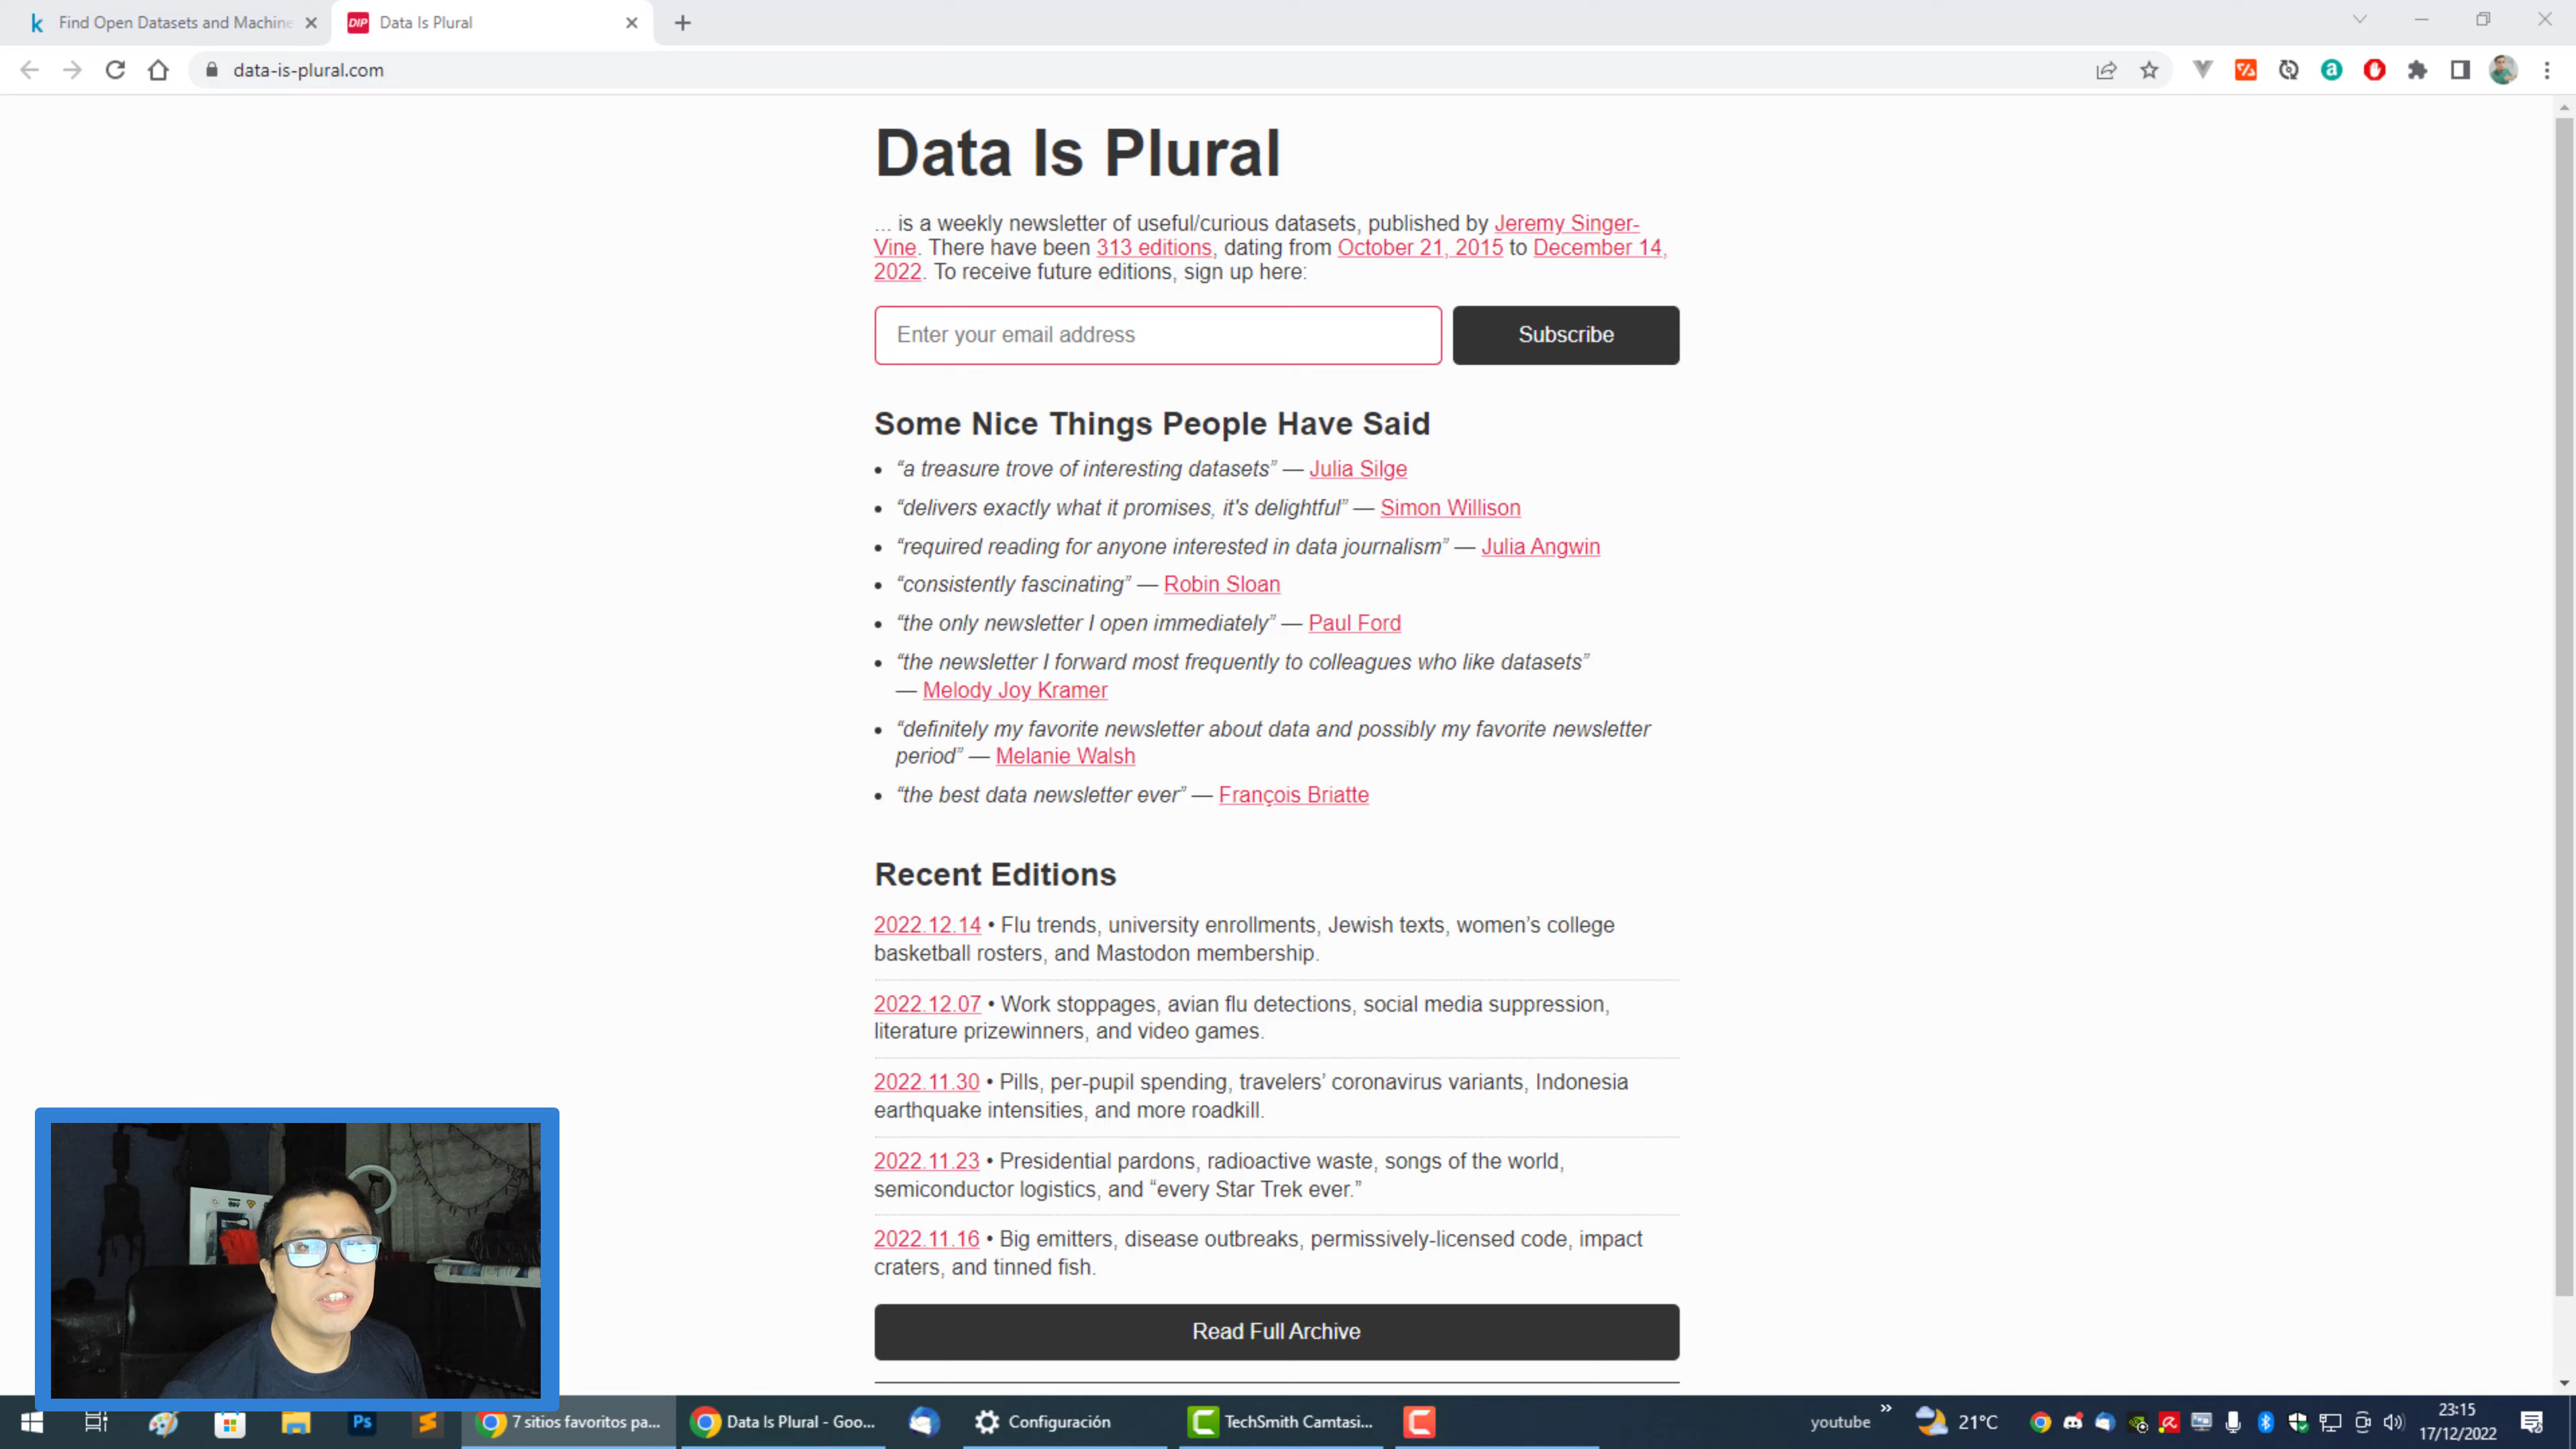 Find Open Datasets and Machine
Data Is Plural
data-is-plural.com
Data Is Plural
... is a weekly newsletter of useful/curious datasets, published by Jeremy Singer-
Vine. There have been 313 editions, dating from October 21, 2015 to December 14,
2022. To receive future editions, sign up here:
Enter your email address
Subscribe
Some Nice Things People Have Said
• “a treasure trove of interesting datasets” — Julia Silge
• “delivers exactly what it promises, it's delightful” — Simon Willison
• “required reading for anyone interested in data journalism” — Julia Angwin
• “consistently fascinating” — Robin Sloan
• “the only newsletter I open immediately” — Paul Ford
• “the newsletter I forward most frequently to colleagues who like datasets”
— Melody Joy Kramer
• “definitely my favorite newsletter about data and possibly my favorite newsletter
period” — Melanie Walsh
• “the best data newsletter ever” — François Briatte
Recent Editions
2022.12.14 • Flu trends, university enrollments, Jewish texts, women’s college
basketball rosters, and Mastodon membership.
2022.12.07 • Work stoppages, avian flu detections, social media suppression,
literature prizewinners, and video games.
2022.11.30 • Pills, per-pupil spending, travelers’ coronavirus variants, Indonesia
earthquake intensities, and more roadkill.
2022.11.23 • Presidential pardons, radioactive waste, songs of the world,
semiconductor logistics, and “every Star Trek ever.”
2022.11.16 • Big emitters, disease outbreaks, permissively-licensed code, impact
craters, and tinned fish.
Read Full Archive
7 sitios favoritos pa...
Data Is Plural - Goo...
Configuración
TechSmith Camtasi...
youtube
21°C
23:15
17/12/2022